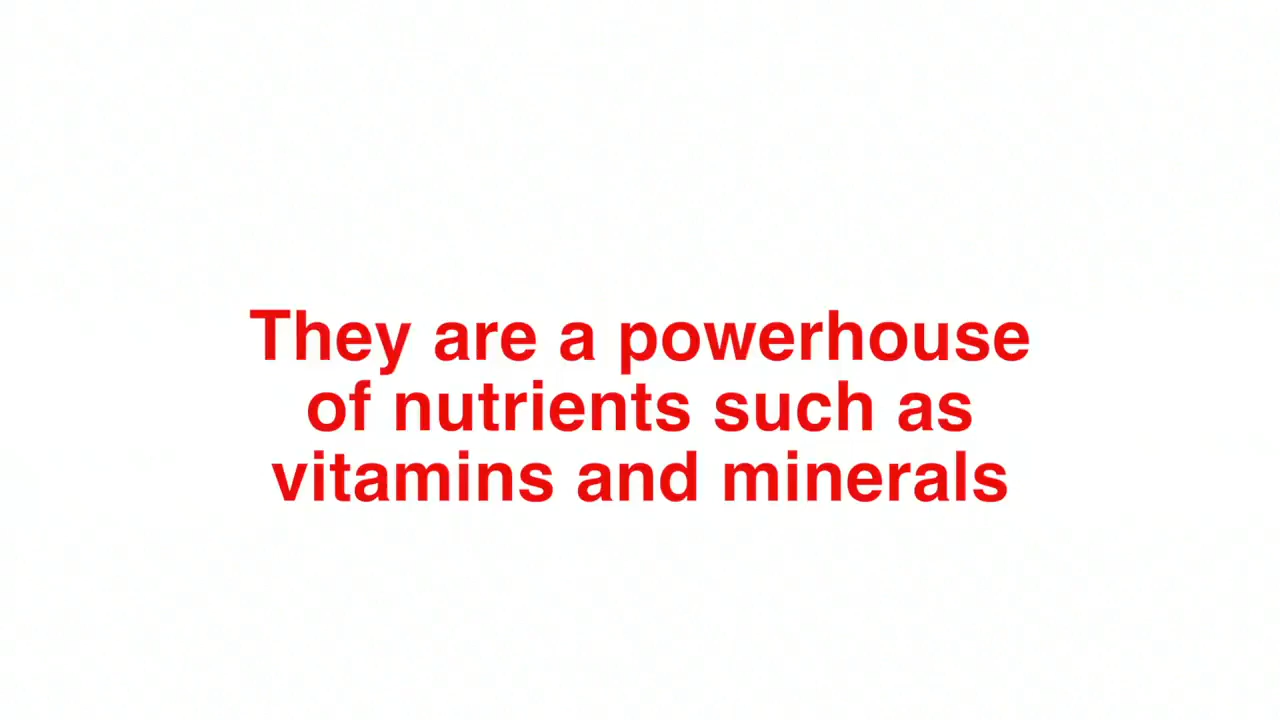 They are a powerhouse
of nutrients such as
vitamins and minerals